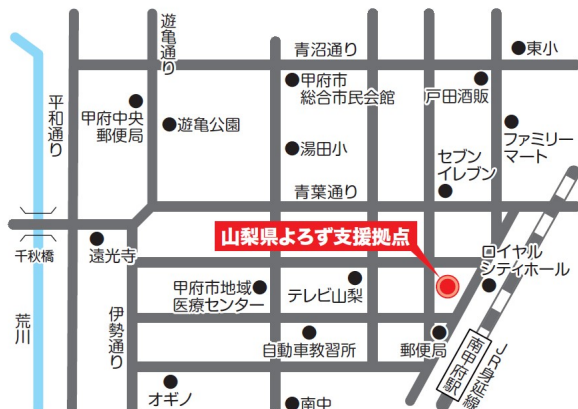 遊亀通り
青沼通り
東小
甲府市
総合市民会館
戸田酒販
平和通り
甲府中央
郵便局
遊亀公園
湯田小
ファミリー
マート
セブン
イレブン
青葉通り
山梨県よろず支援拠点
千秋橋
遠光寺
ロイヤル
シティホール
甲府市地域
医療センター
テレビ山梨
荒川
伊勢通り
自動車教習所
郵便局
南甲府駅
JR身延線
オギノ
南中